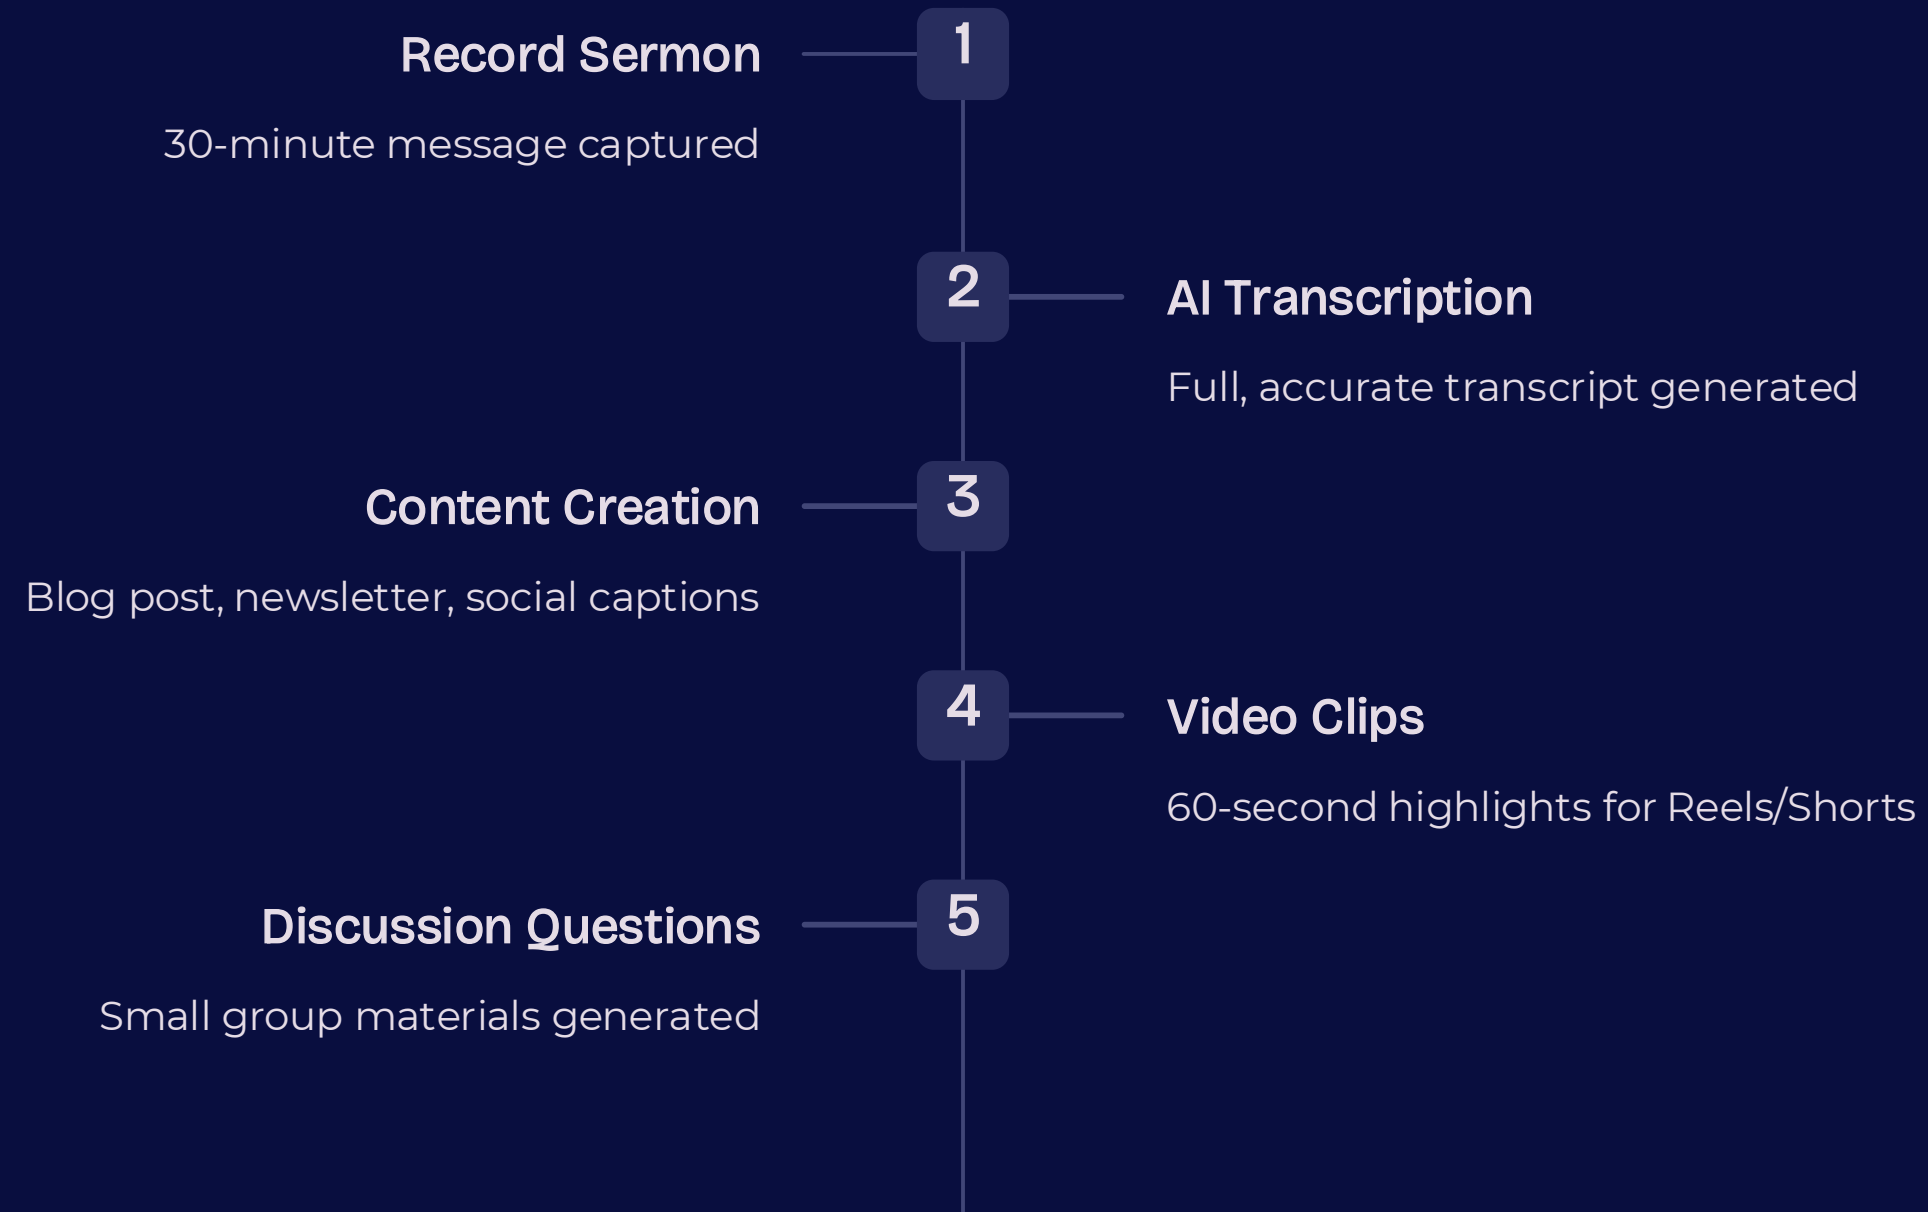 1
Record Sermon
30-minute message captured
2
AI Transcription
Full, accurate transcript generated
3
Content Creation
Blog post, newsletter, social captions
4
Video Clips
60-second highlights for Reels/Shorts
5
Discussion Questions
Small group materials generated